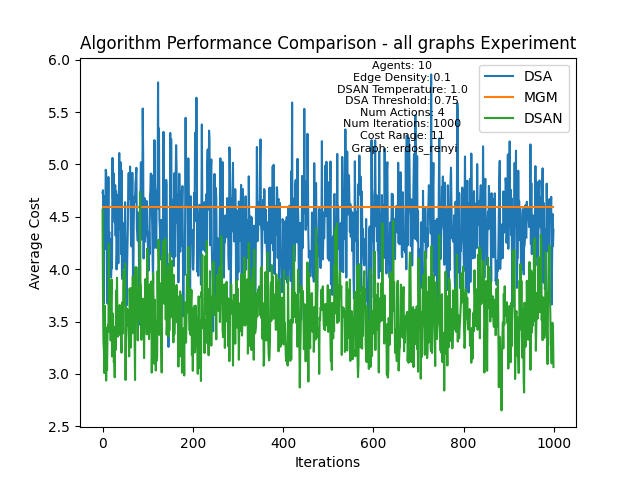 Algorithm Performance Comparison - all graphs Experiment
Agents: 10
Edge Density: 0.1
DSAN Temperature: 1.0
DSA Threshold: 0.75
Num Actions: 4
Num Iterations: 1000
Cost Range: 11
Graph: erdos_renyi
DSA
MGM
DSAN
Average Cost
6.0
5.5
5.0
4.5
4.0
3.5
3.0
2.5
0
200
400
600
800
1000
Iterations